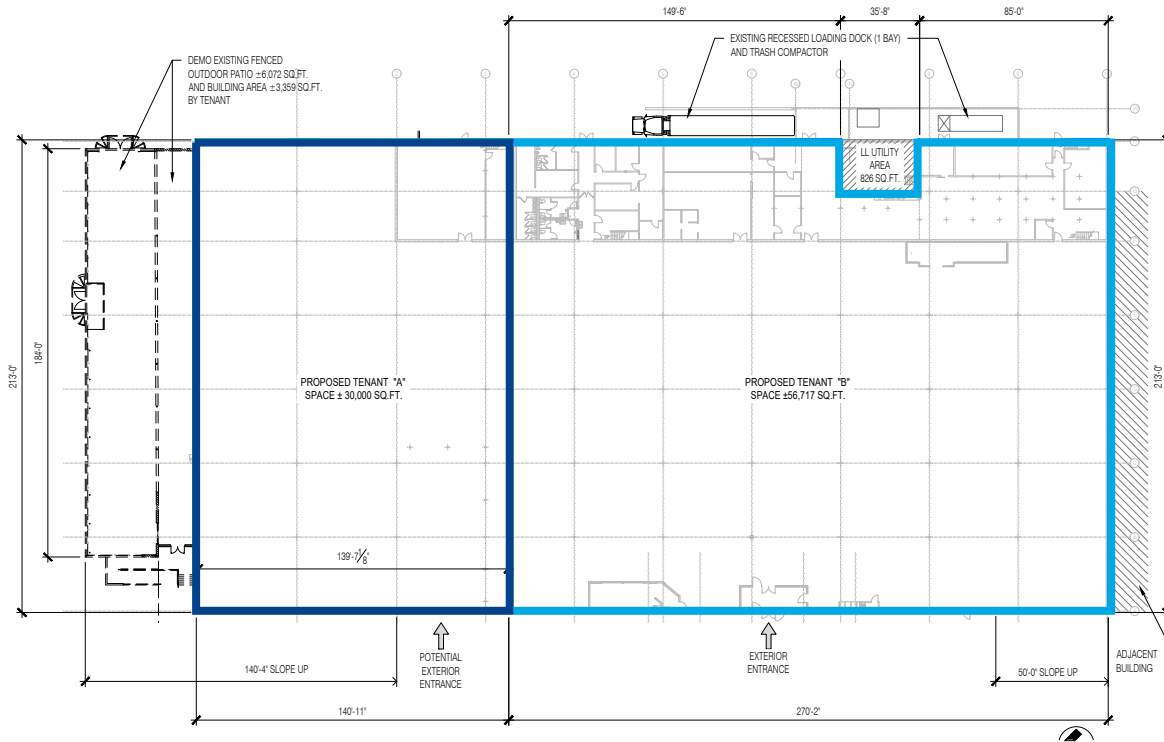 149'-6"
35'-8"
85'-0"
DEMO EXISTING FENCED
OUTDOOR PATIO ±6,072 SQ.FT.
AND BUILDING AREA ±3,359 SQ.FT.
BY TENANT
EXISTING RECESSED LOADING DOCK (1 BAY)
AND TRASH COMPACTOR
LL UTILITY
AREA
826 SQ.FT.
213'-0"
184'-0"
PROPOSED TENANT "A"
SPACE ± 30,000 SQ.FT.
PROPOSED TENANT "B"
SPACE ±56,717 SQ.FT.
213'-0"
139'-7 1/8"
140'-4" SLOPE UP
POTENTIAL
EXTERIOR
ENTRANCE
EXTERIOR
ENTRANCE
50'-0" SLOPE UP
ADJACENT
BUILDING
140'-11"
270'-2"